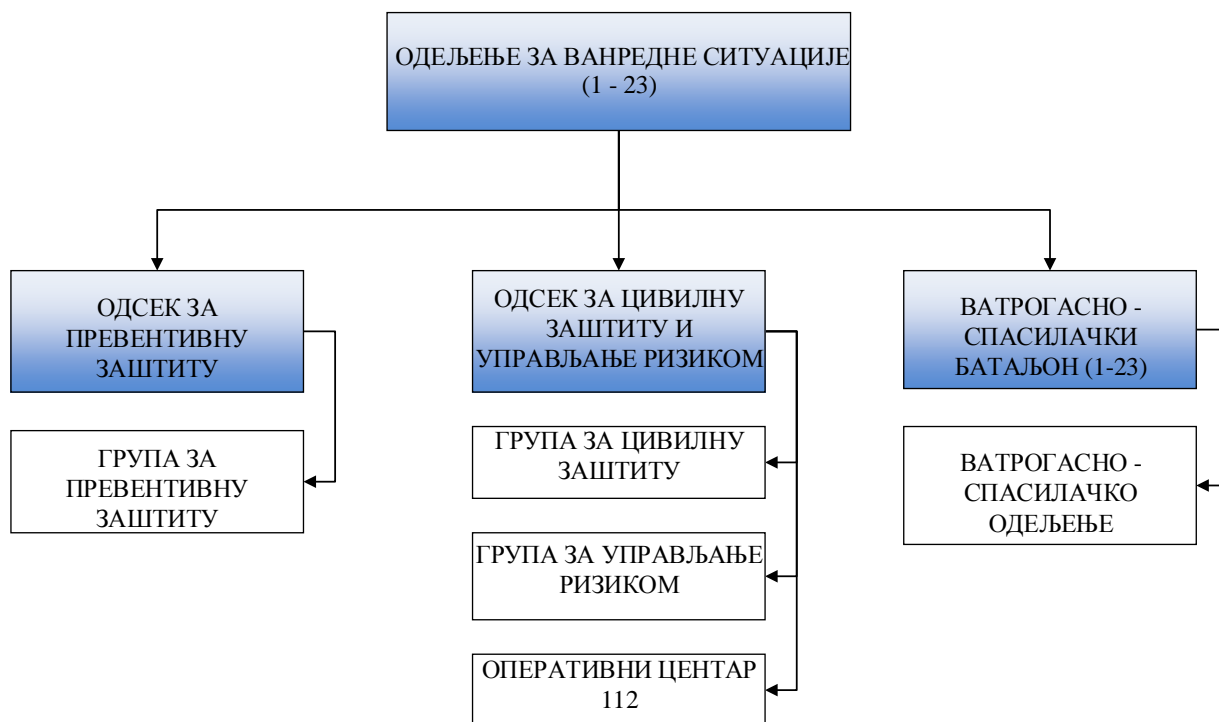 ОДЕЉЕЊЕ ЗА ВАНРЕДНЕ СИТУАЦИЈЕ
(1 - 23)
ОДСЕК ЗА
ПРЕВЕНТИВНУ
ЗАШТИТУ
ГРУПА ЗА
ПРЕВЕНТИВНУ
ЗАШТИТУ
ОДСЕК ЗА ЦИВИЛНУ
ЗАШТИТУ И
УПРАВЉАЊЕ РИЗИКОМ
ГРУПА ЗА ЦИВИЛНУ
ЗАШТИТУ
ГРУПА ЗА УПРАВЉАЊЕ
РИЗИКОМ
ОПЕРАТИВНИ ЦЕНТАР
112
ВАТРОГАСНО -
СПАСИЛАЧКИ
БАТАЉОН (1-23)
ВАТРОГАСНО -
СПАСИЛАЧКО
ОДЕЉЕЊЕ